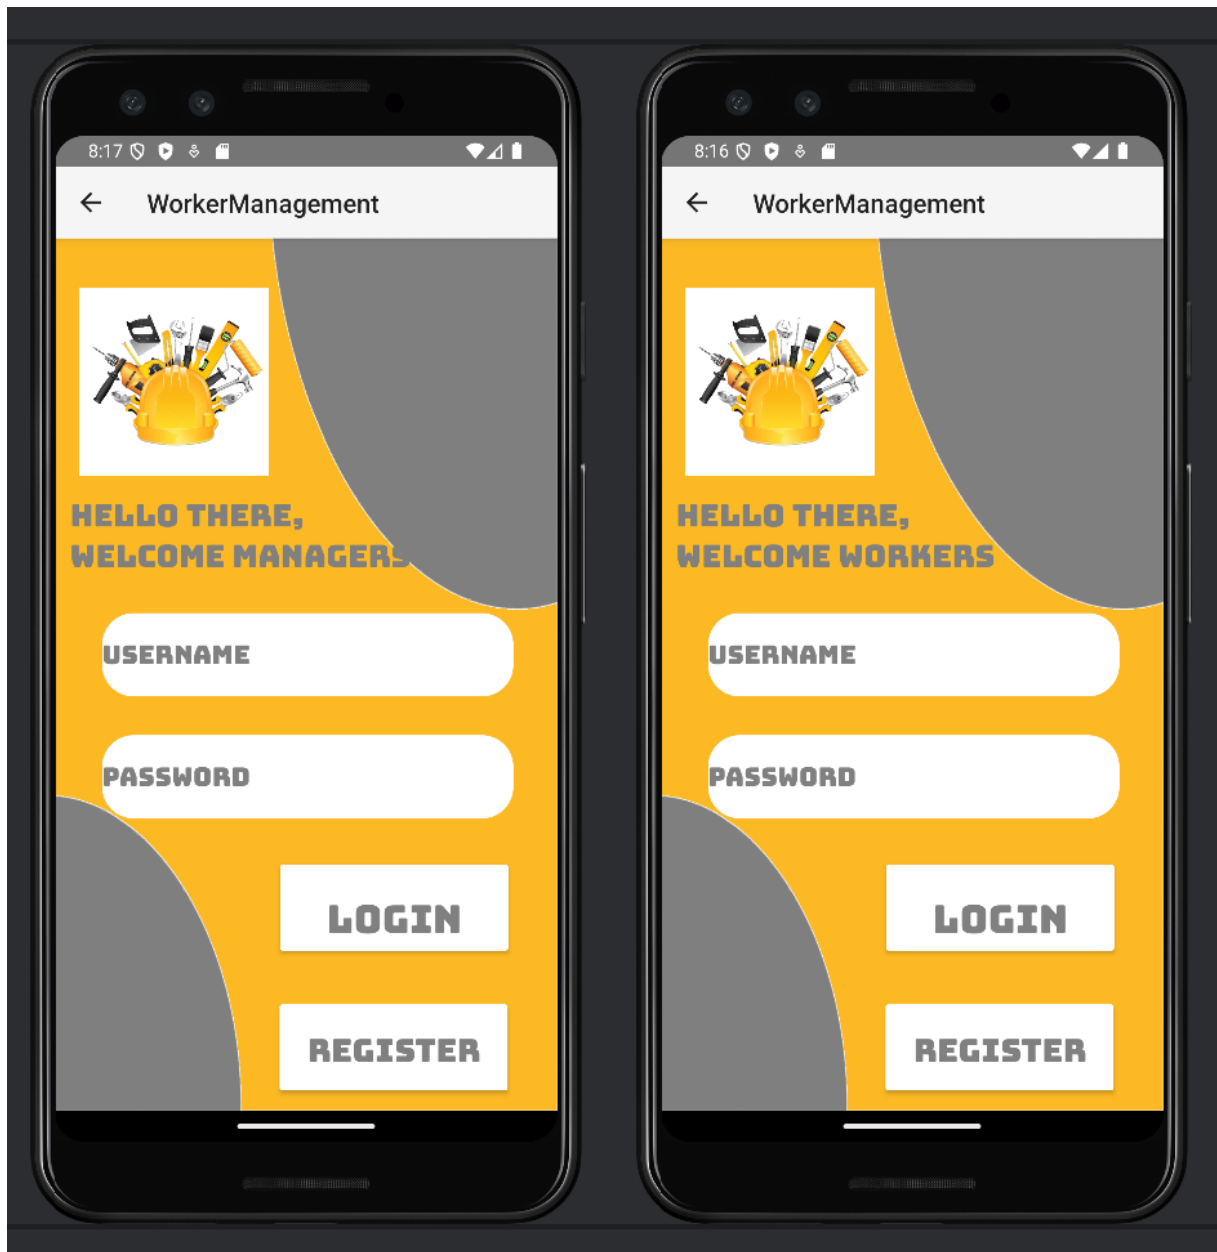 8:17
WorkerManagement
HELLO THERE,
WELCOME MANAGERS
USERNAME
PASSWORD
LOGIN
REGISTER
8:16
WorkerManagement
HELLO THERE,
WELCOME WORKERS
USERNAME
PASSWORD
LOGIN
REGISTER